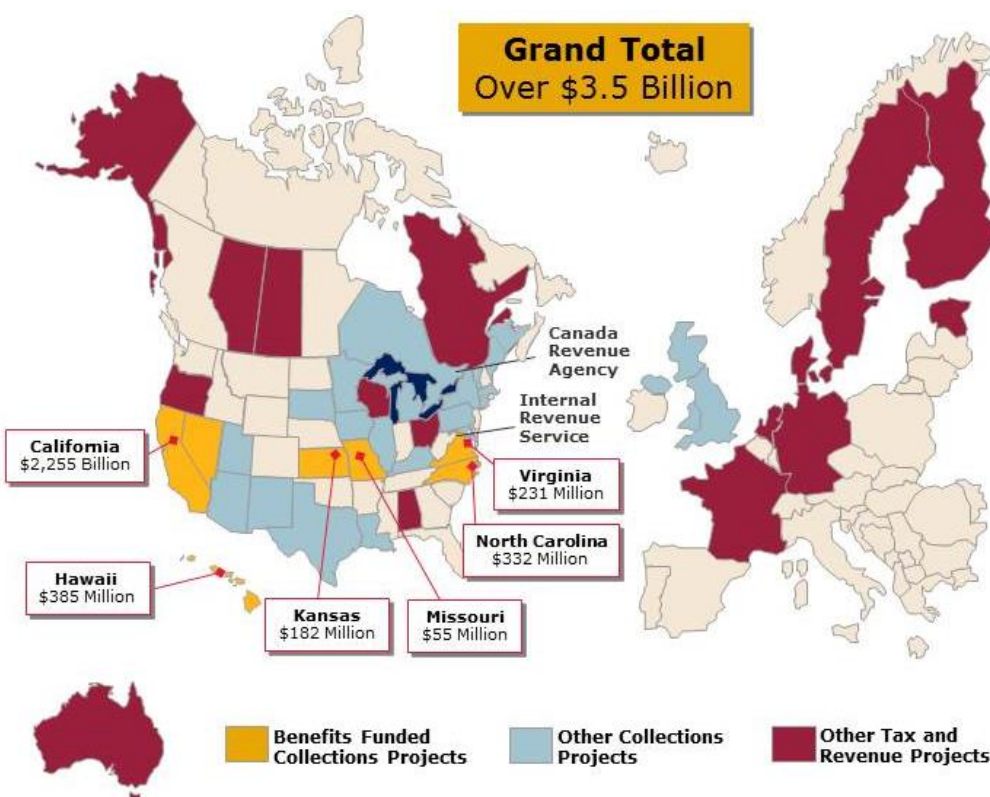 Grand Total
Over $3.5 Billion
Canada
Revenue
Agency
Internal
Revenue
Service
California
$2,255 Billion
Virginia
$231 Million
North Carolina
$332 Million
Hawaii
$385 Million
Kansas
$182 Million
Missouri
$55 Million
Benefits Funded
Collections Projects
Other Collections
Projects
Other Tax and
Revenue Projects